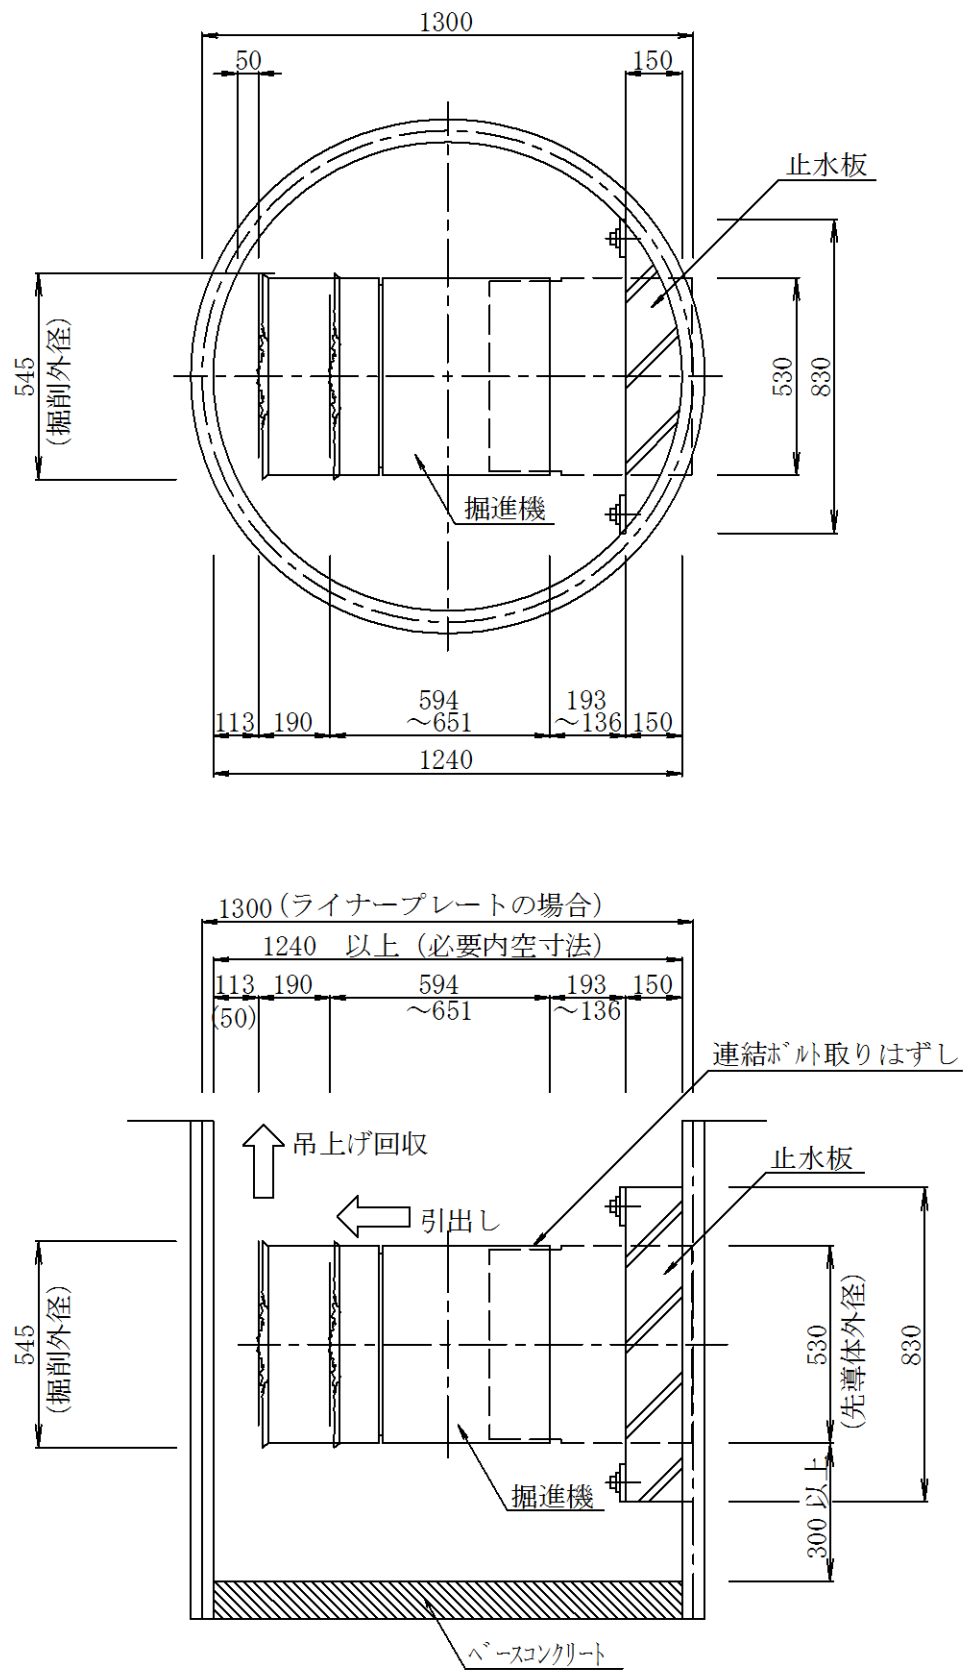 1300
50
150
止水板
545
(掘削外径)
530
830
掘進機
113
190
594
～651
193
～136
150
1240
1300(ライナープレートの場合)
1240 以上(必要内空寸法)
113
(50)
190
594
～651
193
～136
150
連結ﾎﾞﾙﾄ取りはずし
吊上げ回収
止水板
引出し
545
(掘削外径)
530
(先導体外径)
830
掘進機
300以上
ﾍﾞｰｽｺﾝｸﾘｰﾄ